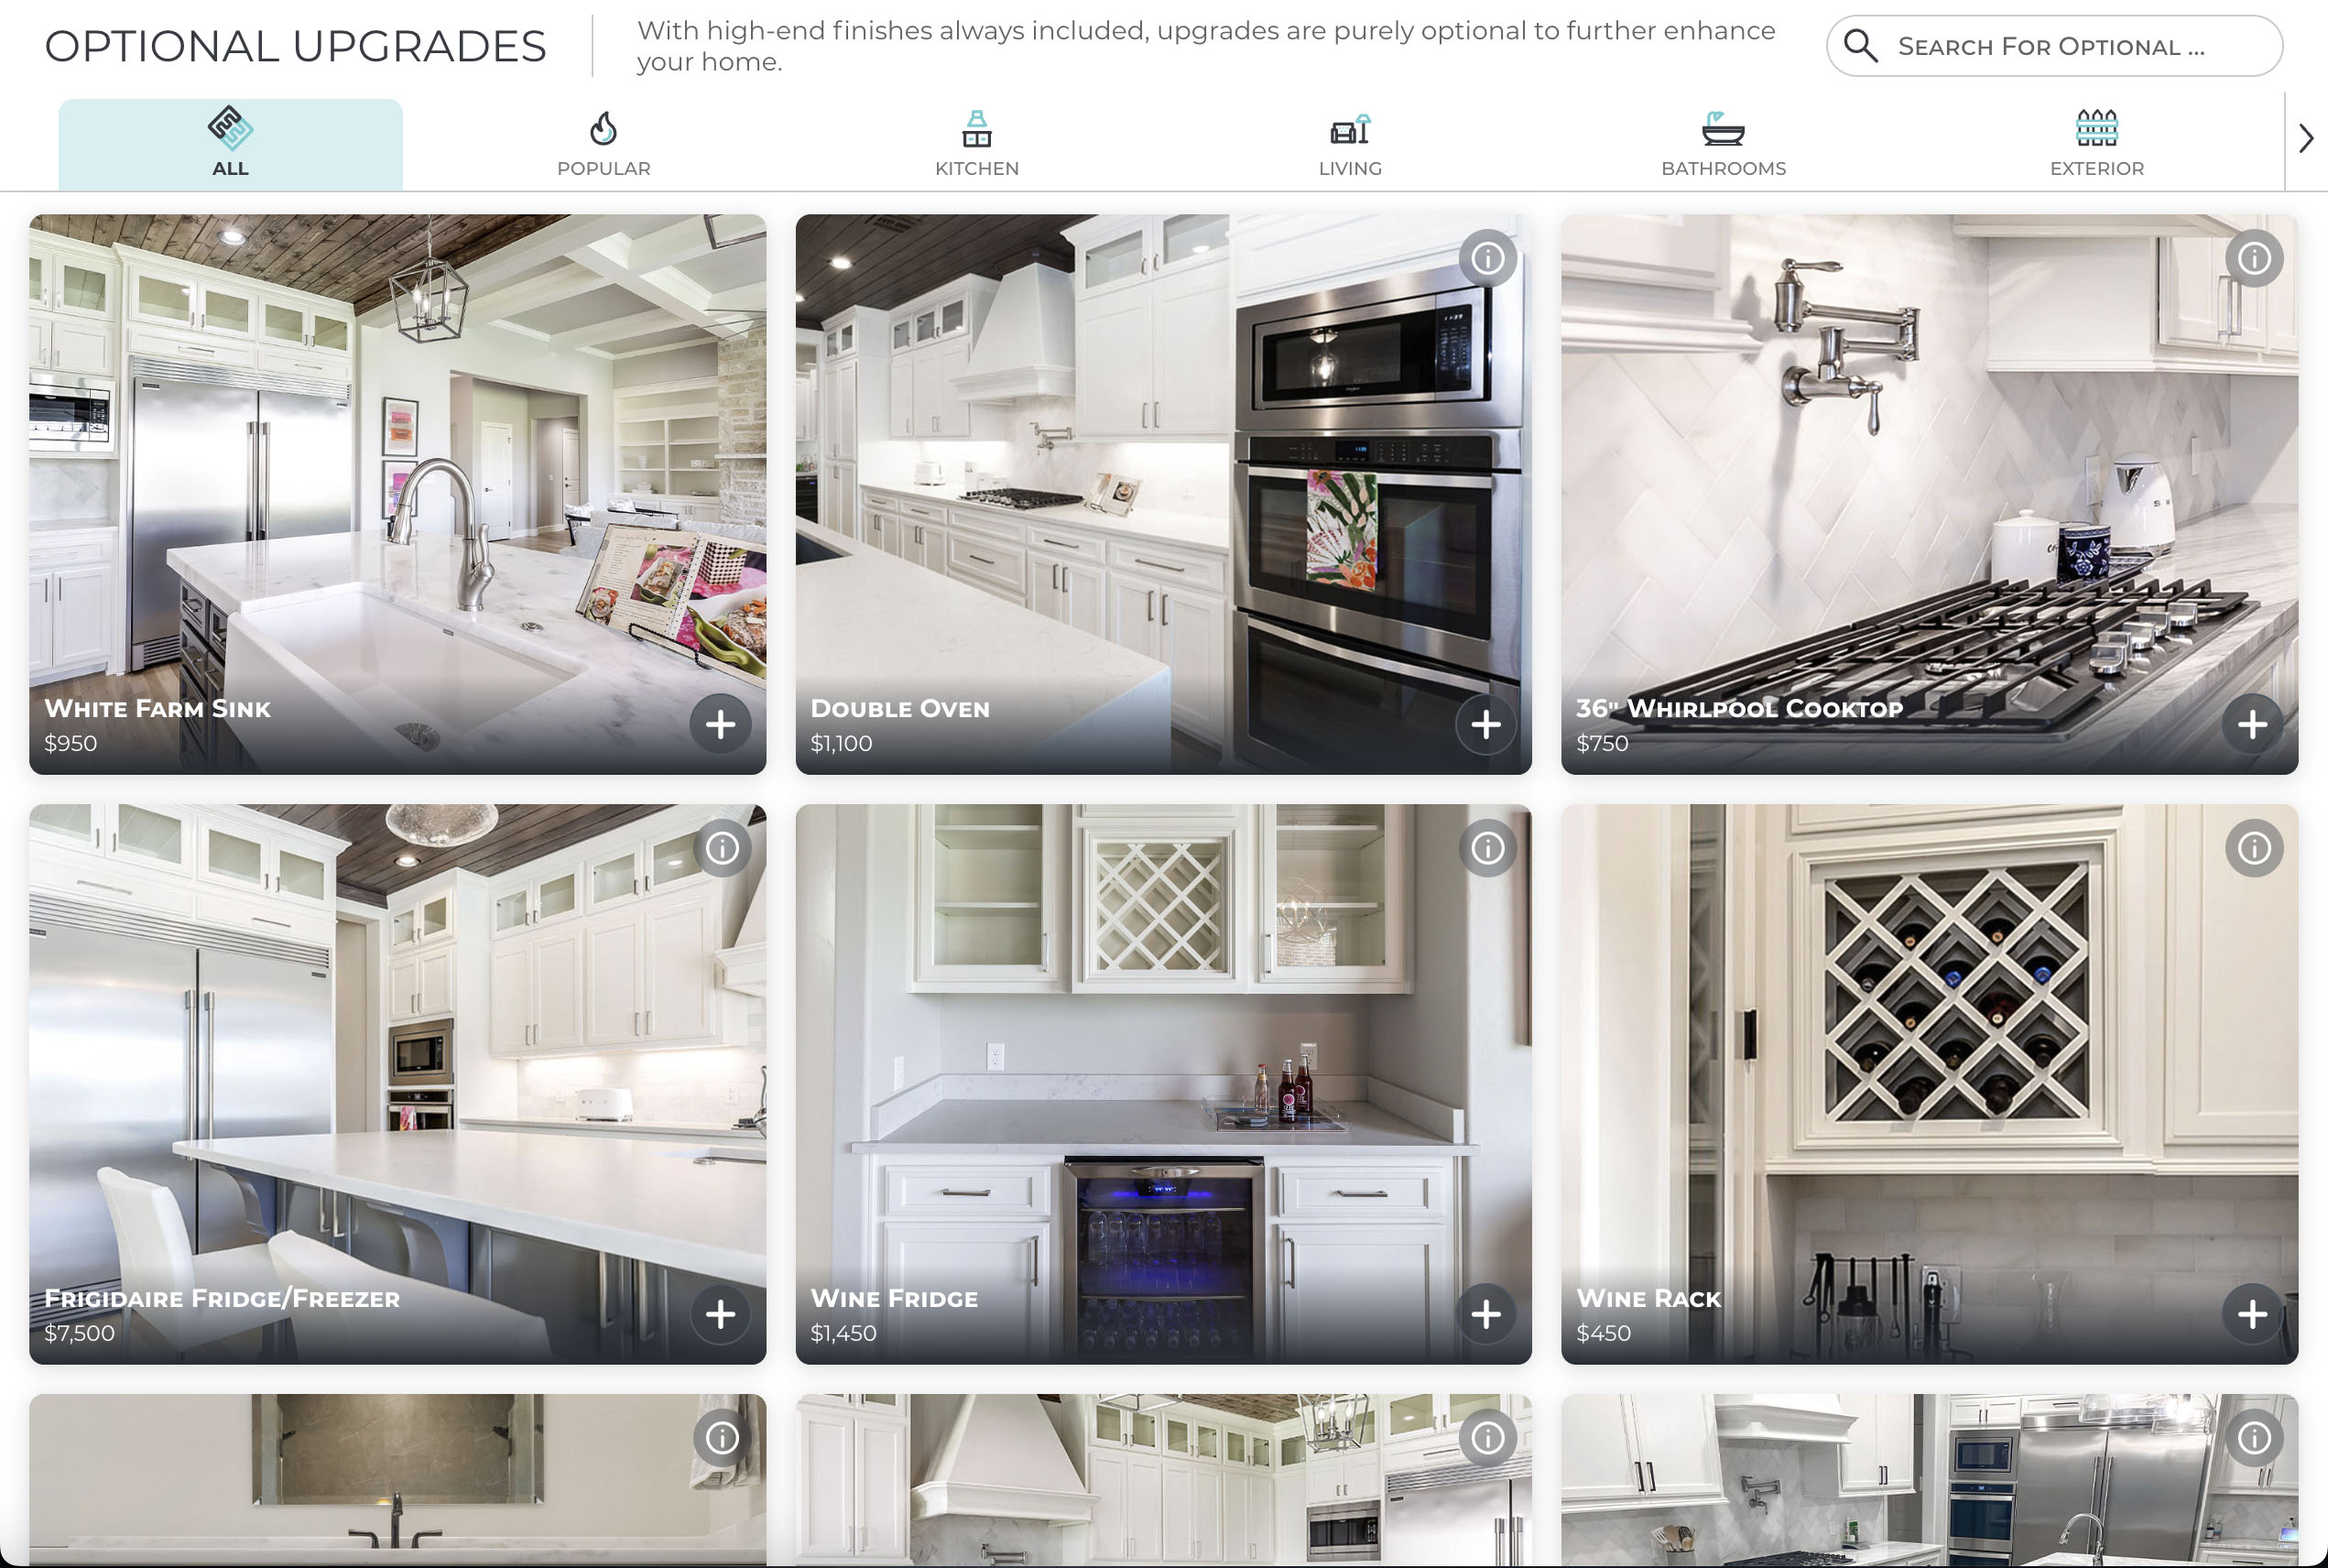 OPTIONAL UPGRADES
With high-end finishes always included, upgrades are purely optional to further enhance
your home.
SEARCH FOR OPTIONAL ...
ALL
POPULAR
KITCHEN
LIVING
BATHROOMS
EXTERIOR
WHITE FARM SINK
$950
DOUBLE OVEN
$1,100
36" WHIRLPOOL COOKTOP
$750
FRIGIDAIRE FRIDGE/FREEZER
$7,500
WINE FRIDGE
$1,450
WINE RACK
$450